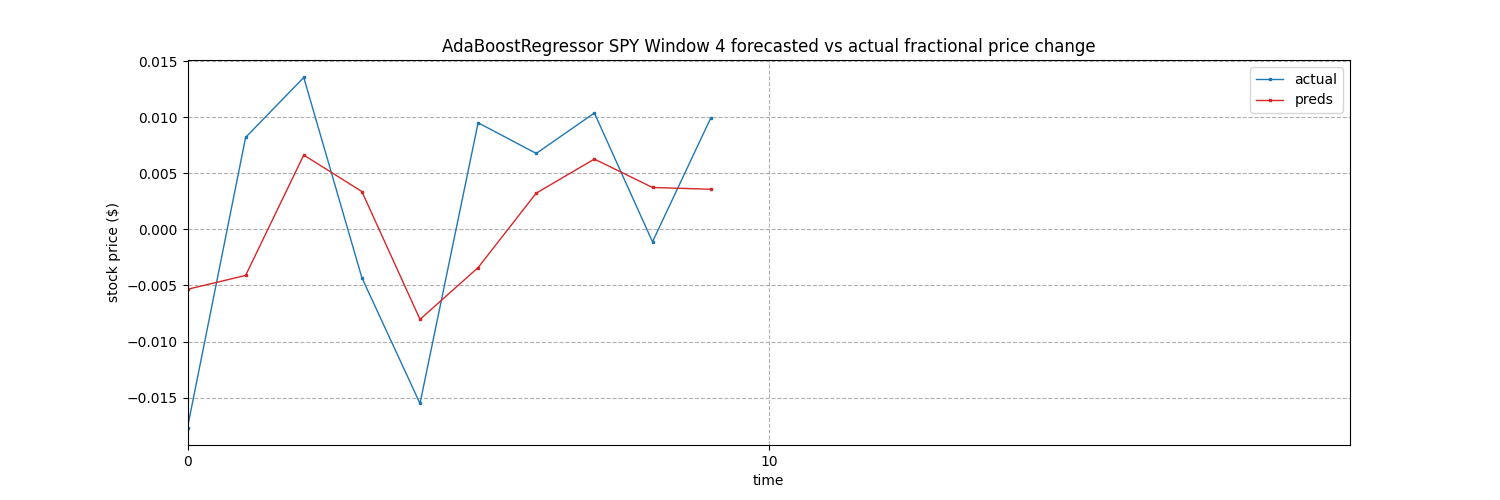 AdaBoostRegressor SPY Window 4 forecasted vs actual fractional price change
actual
preds
stock price ($)
0.015
0.010
0.005
0.000
−0.005
−0.010
−0.015
0
10
time